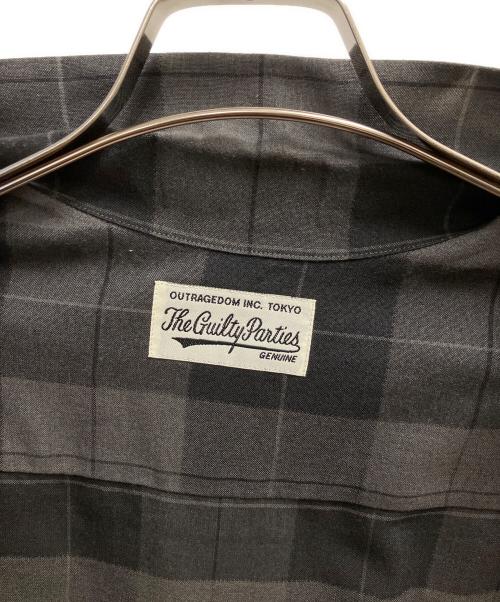 OUTRAGEDOM INC. TOKYO
The Guilty Parties
GENUINE